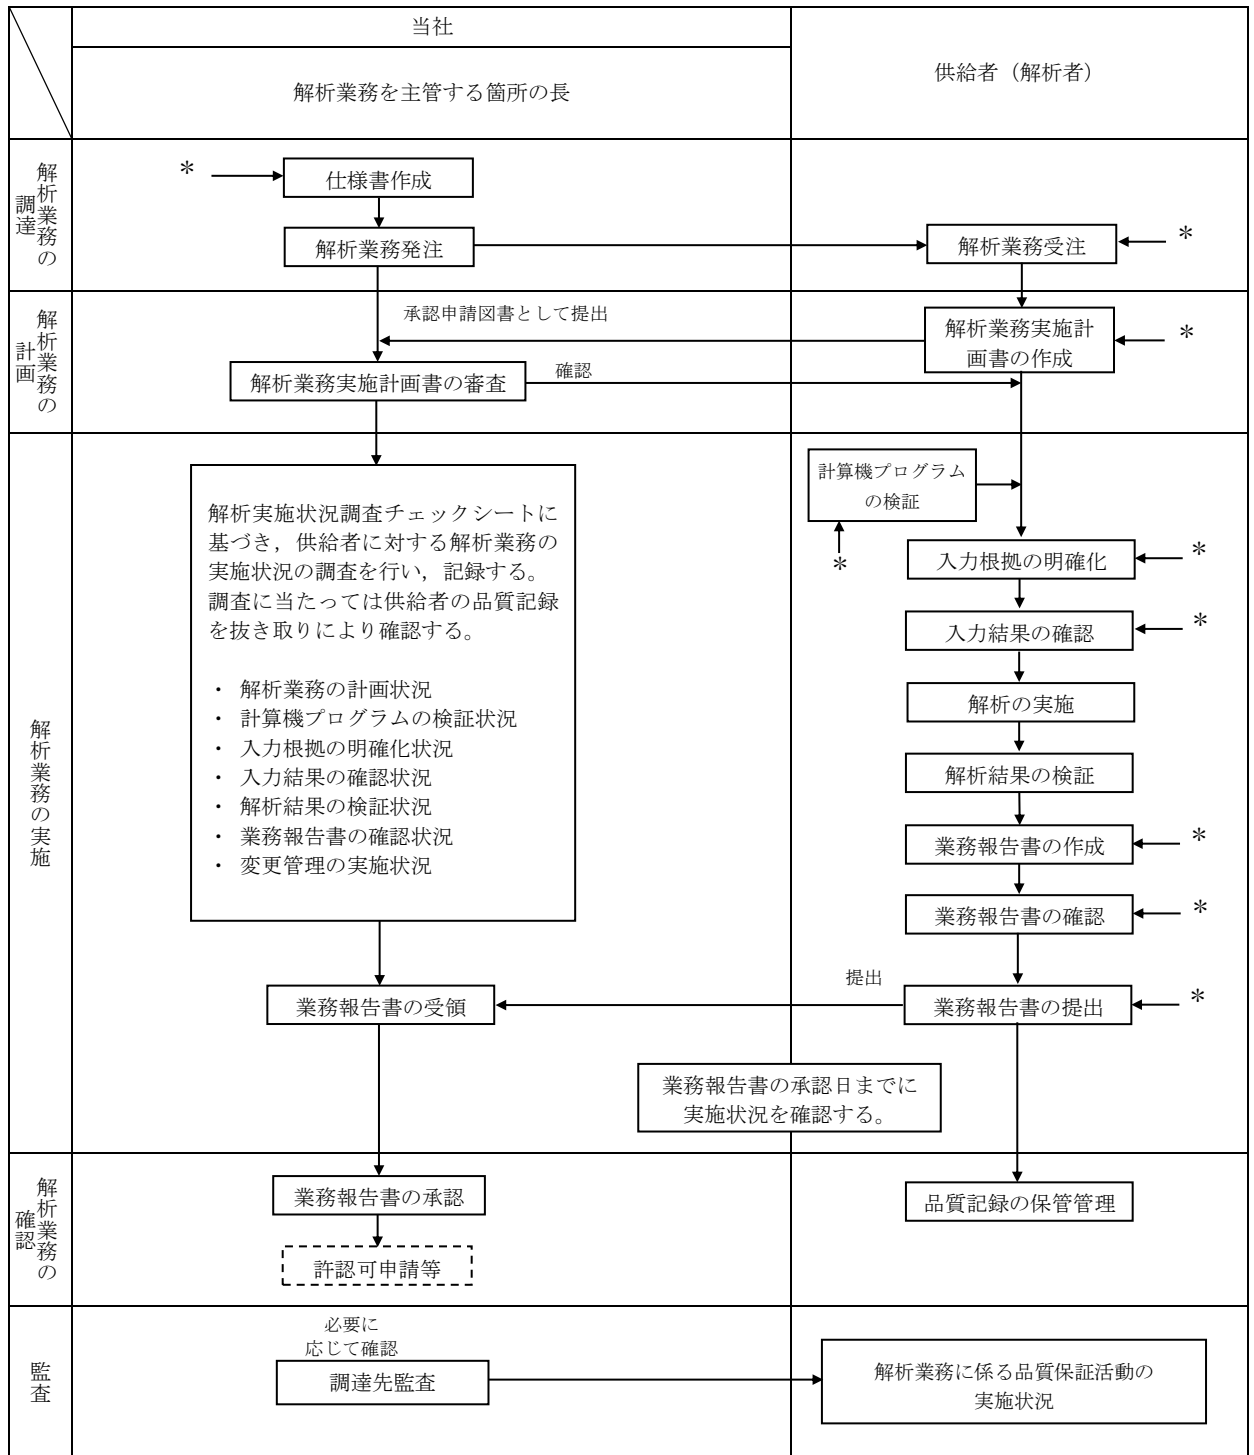 当社
解析業務を主管する箇所の長
供給者（解析者）
解析業務の
調達
*
仕様書作成
解析業務発注
解析業務受注
*
解析業務の
計画
承認申請図書として提出
解析業務実施計
画書の作成
*
解析業務実施計画書の審査
確認
解析業務の実施
解析実施状況調査チェックシートに
基づき，供給者に対する解析業務の
実施状況の調査を行い，記録する。
調査に当たっては供給者の品質記録
を抜き取りにより確認する。
・ 解析業務の計画状況
・ 計算機プログラムの検証状況
・ 入力根拠の明確化状況
・ 入力結果の確認状況
・ 解析結果の検証状況
・ 業務報告書の確認状況
・ 変更管理の実施状況
計算機プログラム
の検証
*
入力根拠の明確化
*
入力結果の確認
*
解析の実施
解析結果の検証
業務報告書の作成
*
業務報告書の確認
*
業務報告書の受領
提出
業務報告書の提出
*
業務報告書の承認日までに
実施状況を確認する。
解析業務の
確認
業務報告書の承認
許認可申請等
品質記録の保管管理
監査
必要に
応じて確認
調達先監査
解析業務に係る品質保証活動の
実施状況